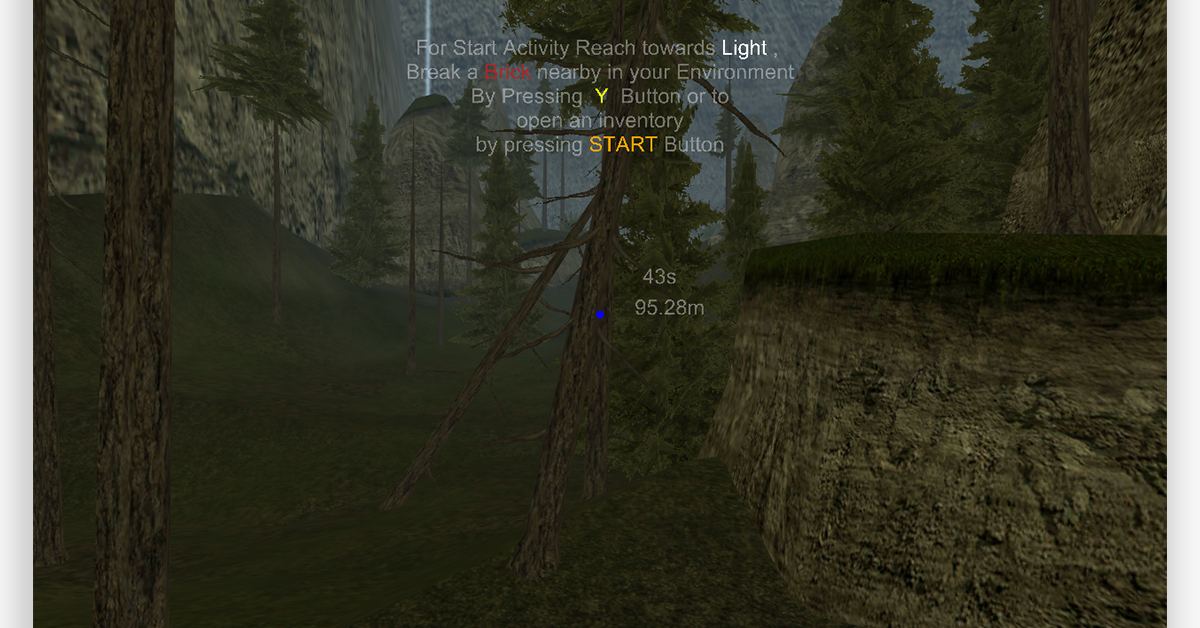 For Start Activity Reach towards Light ,
Break a Brick nearby in your Environment
By Pressing Y Button or to
open an inventory
by pressing START Button
43s
95.28m